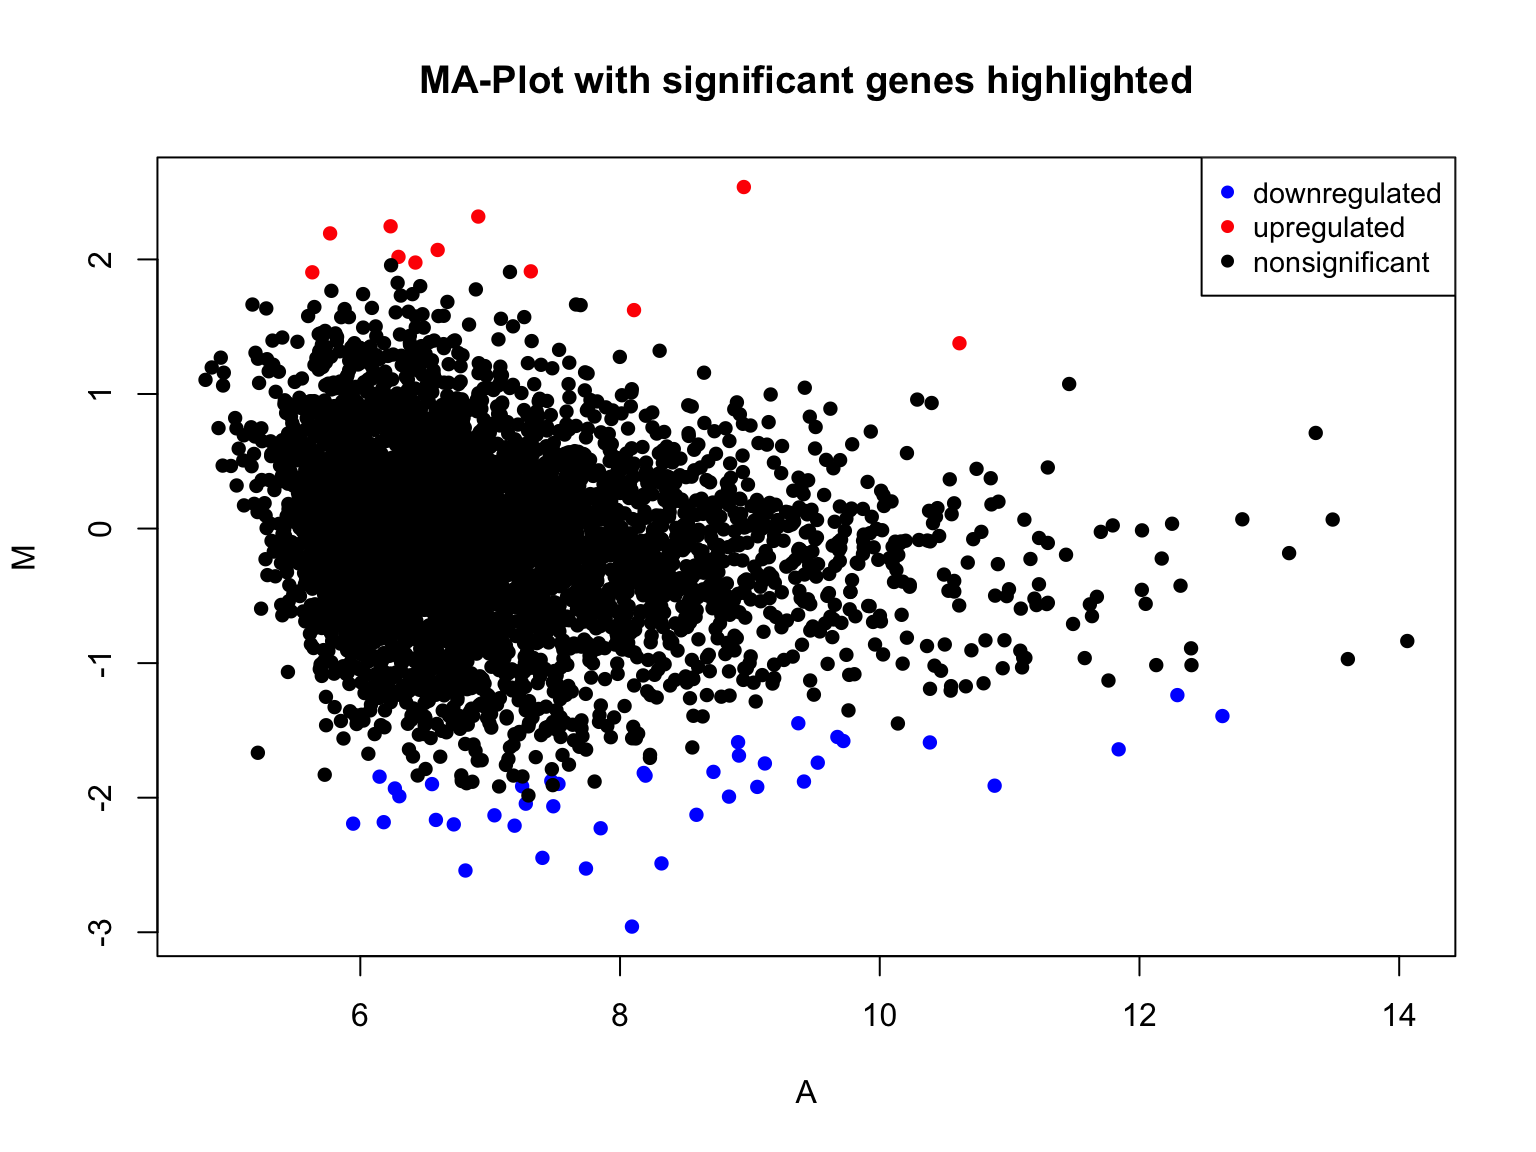 MA-Plot with significant genes highlighted
downregulated
upregulated
nonsignificant
2
1
0
-1
-2
-3
M
6 8 10 12 14
A